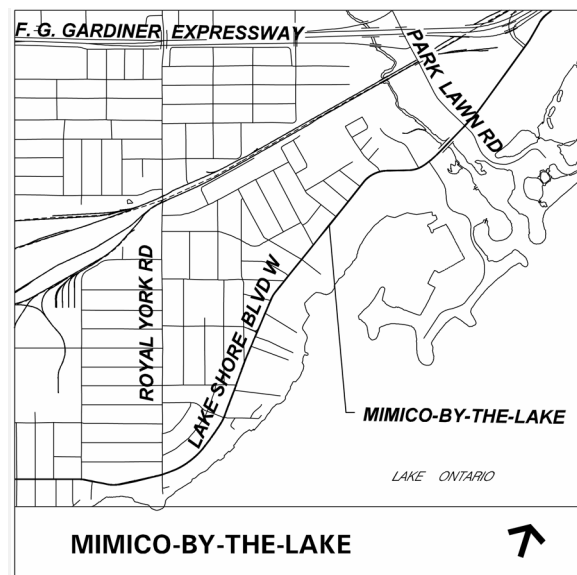 F. G. GARDINER EXPRESSWAY
PARK LAWN RD
ROYAL YORK RD
LAKE SHORE BLVD W
MIMICO-BY-THE-LAKE
LAKE ONTARIO
MIMICO-BY-THE-LAKE